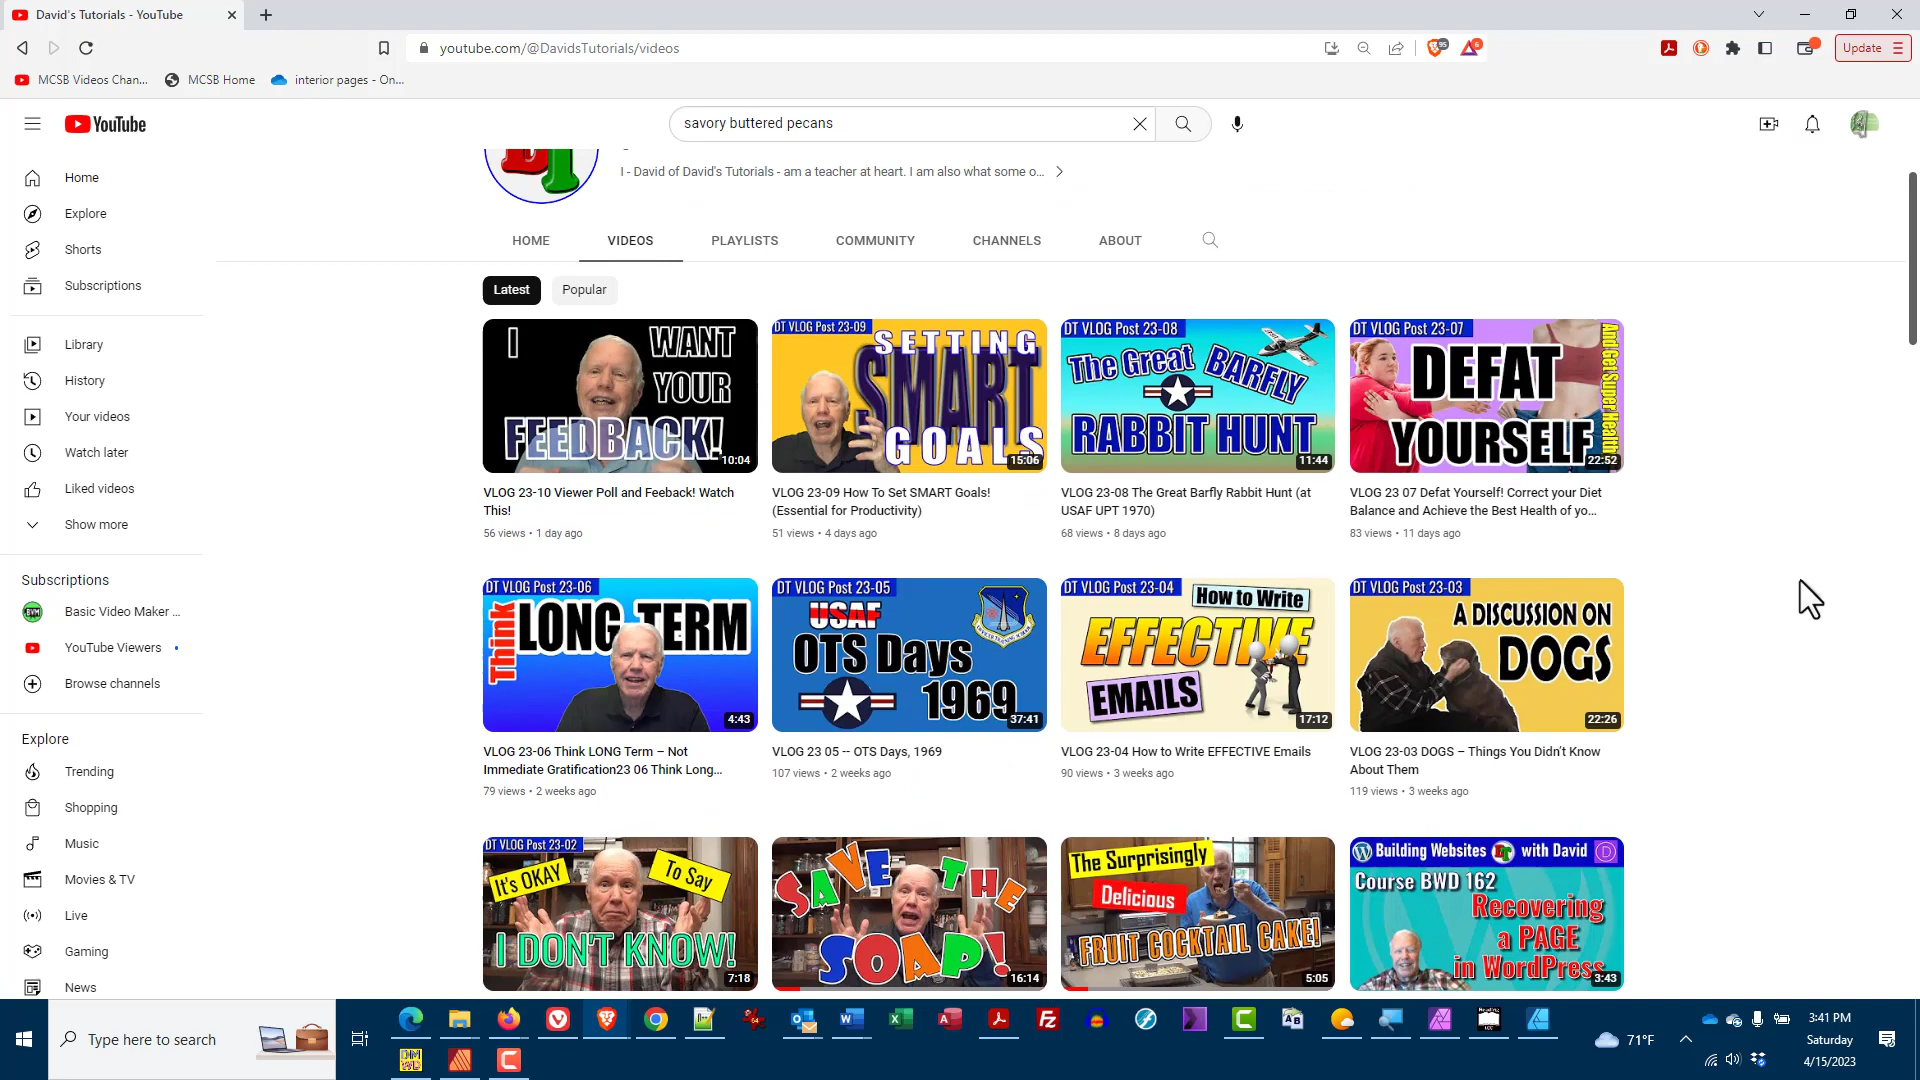 David's Tutorials - YouTube
youtube.com/@DavidsTutorials/videos
95
6
Update
MCSB Videos Chan...
MCSB Home
interior pages - On...
YouTube
savory buttered pecans
I - David of David's Tutorials - am a teacher at heart. I am also what some o...
HOME
VIDEOS
PLAYLISTS
COMMUNITY
CHANNELS
ABOUT
Latest
Popular
Home
Explore
Shorts
Subscriptions
Library
History
Your videos
Watch later
Liked videos
Show more
Subscriptions
Basic Video Maker ...
YouTube Viewers
Browse channels
Explore
Trending
Shopping
Music
Movies & TV
Live
Gaming
News
I WANT
YOUR
FEEDBACK!
10:04
VLOG 23-10 Viewer Poll and Feeback! Watch
This!
56 views • 1 day ago
DT VLOG Post 23-09
SETTING
SMART
GOALS
15:06
VLOG 23-09 How To Set SMART Goals!
(Essential for Productivity)
51 views • 4 days ago
DT VLOG Post 23-08
The Great BARFLY
RABBIT HUNT
11:44
VLOG 23-08 The Great Barfly Rabbit Hunt (at
USAF UPT 1970)
68 views • 8 days ago
DT VLOG Post 23-07
DEFAT
YOURSELF
And Get Super Health
22:52
VLOG 23 07 Defat Yourself! Correct your Diet
Balance and Achieve the Best Health of yo...
83 views • 11 days ago
DT VLOG Post 23-06
Think
LONG TERM
4:43
VLOG 23-06 Think LONG Term – Not
Immediate Gratification23 06 Think Long...
79 views • 2 weeks ago
DT VLOG Post 23-05
USAF
OTS Days
1969
37:41
VLOG 23 05 -- OTS Days, 1969
107 views • 2 weeks ago
DT VLOG Post 23-04
How to Write
EFFECTIVE
EMAILS
17:12
VLOG 23-04 How to Write EFFECTIVE Emails
90 views • 3 weeks ago
DT VLOG Post 23-03
A DISCUSSION ON
DOGS
22:26
VLOG 23-03 DOGS – Things You Didn't Know
About Them
119 views • 3 weeks ago
DT VLOG Post 23-02
It's OKAY
To Say
I DON'T KNOW!
7:18
SAVE THE
SOAP!
16:14
The Surprisingly
Delicious
FRUIT COCKTAIL CAKE!
5:05
Building Websites DT with David
Course BWD 162
Recovering
a PAGE
in WordPress
3:43
Type here to search
71°F
3:41 PM
Saturday
4/15/2023